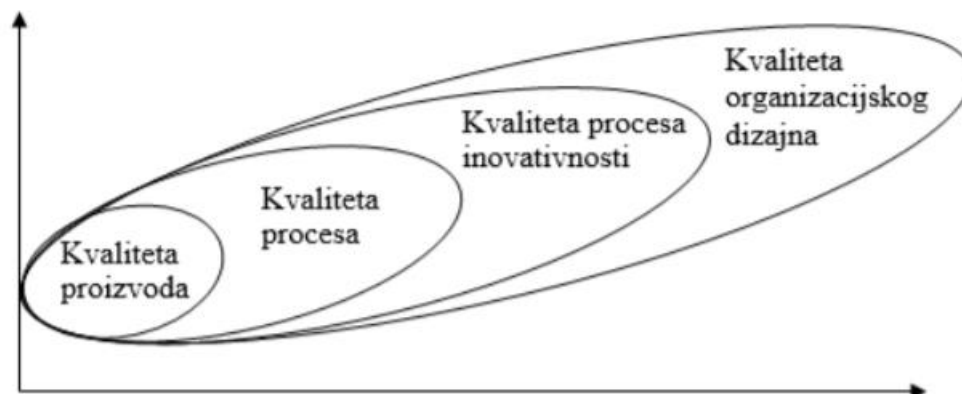 Kvaliteta
organizacijskog
dizajna
Kvaliteta procesa
inovativnosti
Kvaliteta
procesa
Kvaliteta
proizvoda